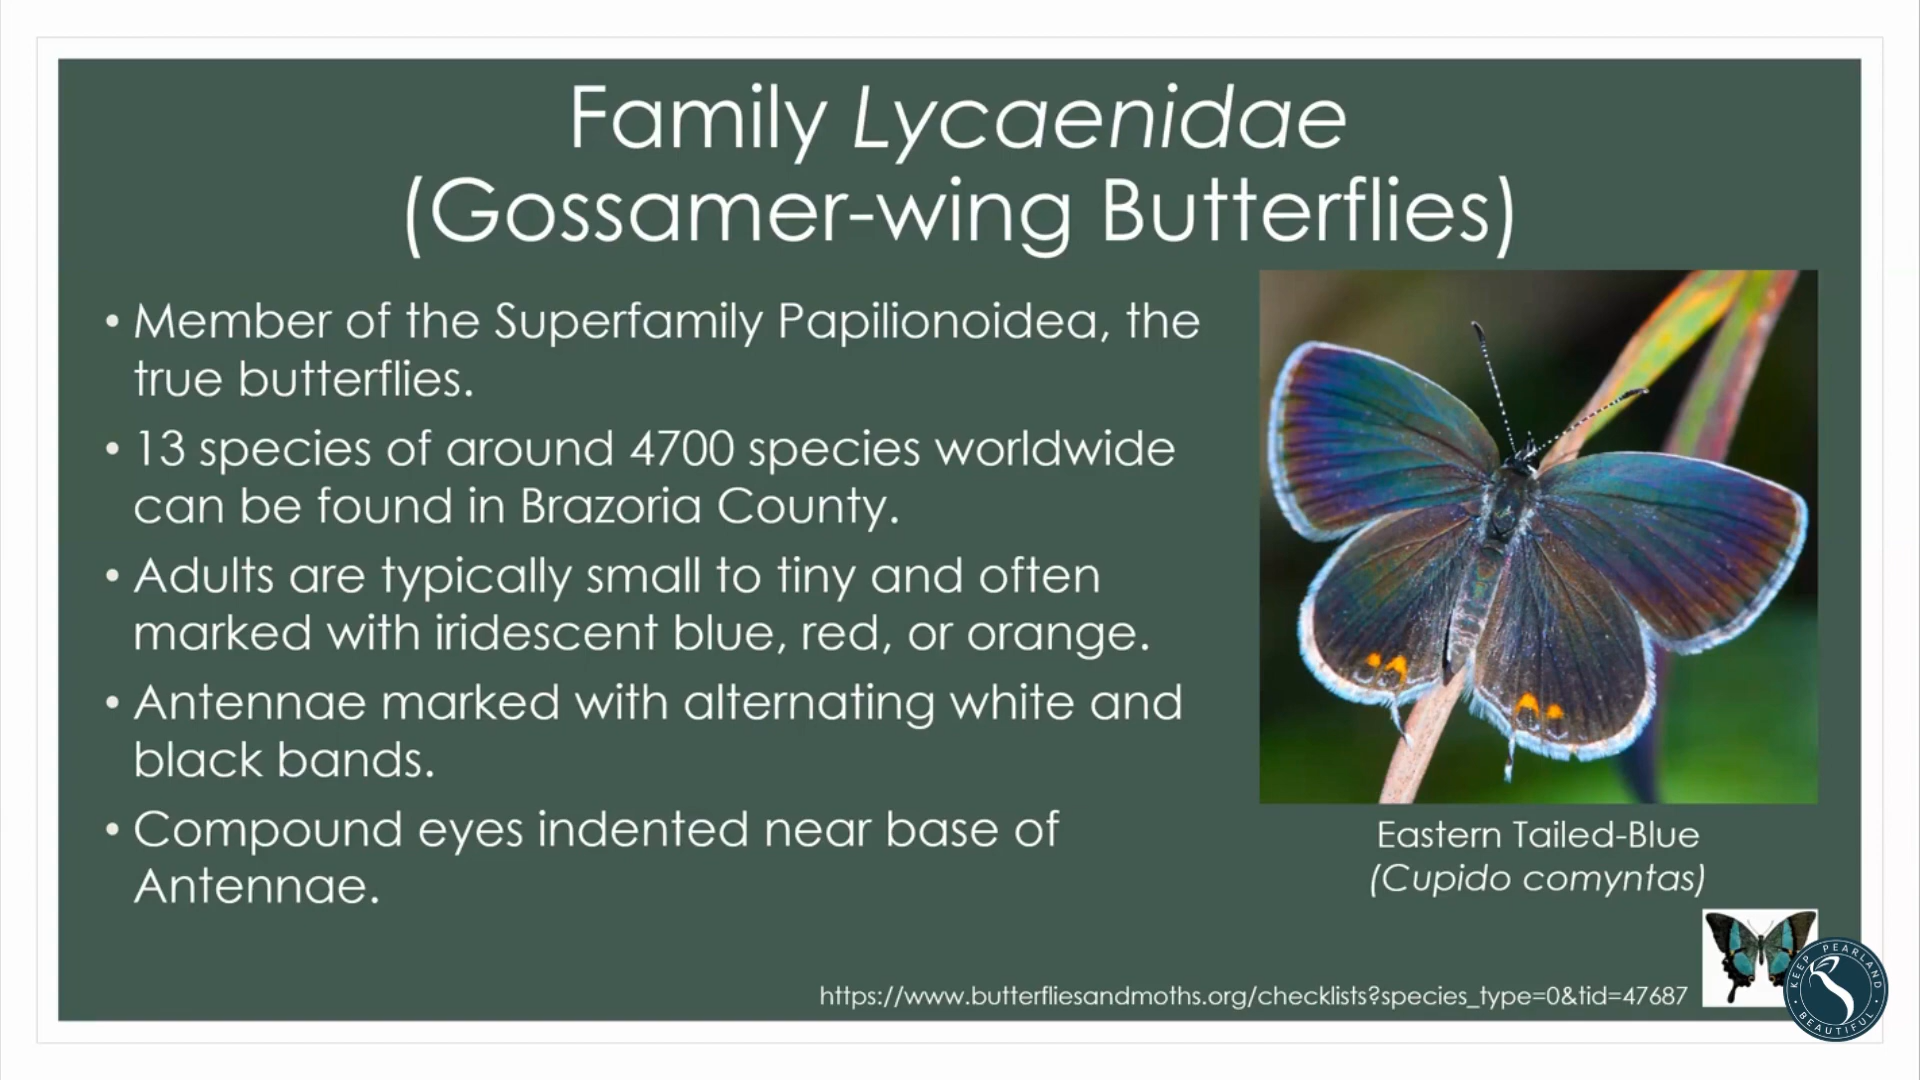 Family Lycaenidae
(Gossamer-wing Butterflies)
• Member of the Superfamily Papilionoidea, the
true butterflies.
• 13 species of around 4700 species worldwide
can be found in Brazoria County.
• Adults are typically small to tiny and often
marked with iridescent blue, red, or orange.
• Antennae marked with alternating white and
black bands.
• Compound eyes indented near base of
Antennae.
Eastern Tailed-Blue
(Cupido comyntas)
https://www.butterfliesandmoths.org/checklists?species_type=0&tid=47687
KEEP PEARLAND
BEAUTIFUL